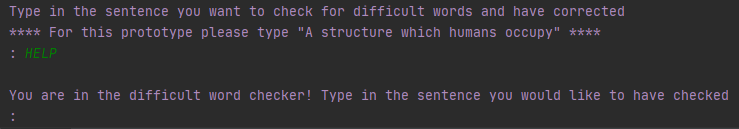 Type in the sentence you want to check for difficult words and have corrected
**** For this prototype please type "A structure which humans occupy" ****
: HELP
You are in the difficult word checker! Type in the sentence you would like to have checked
: